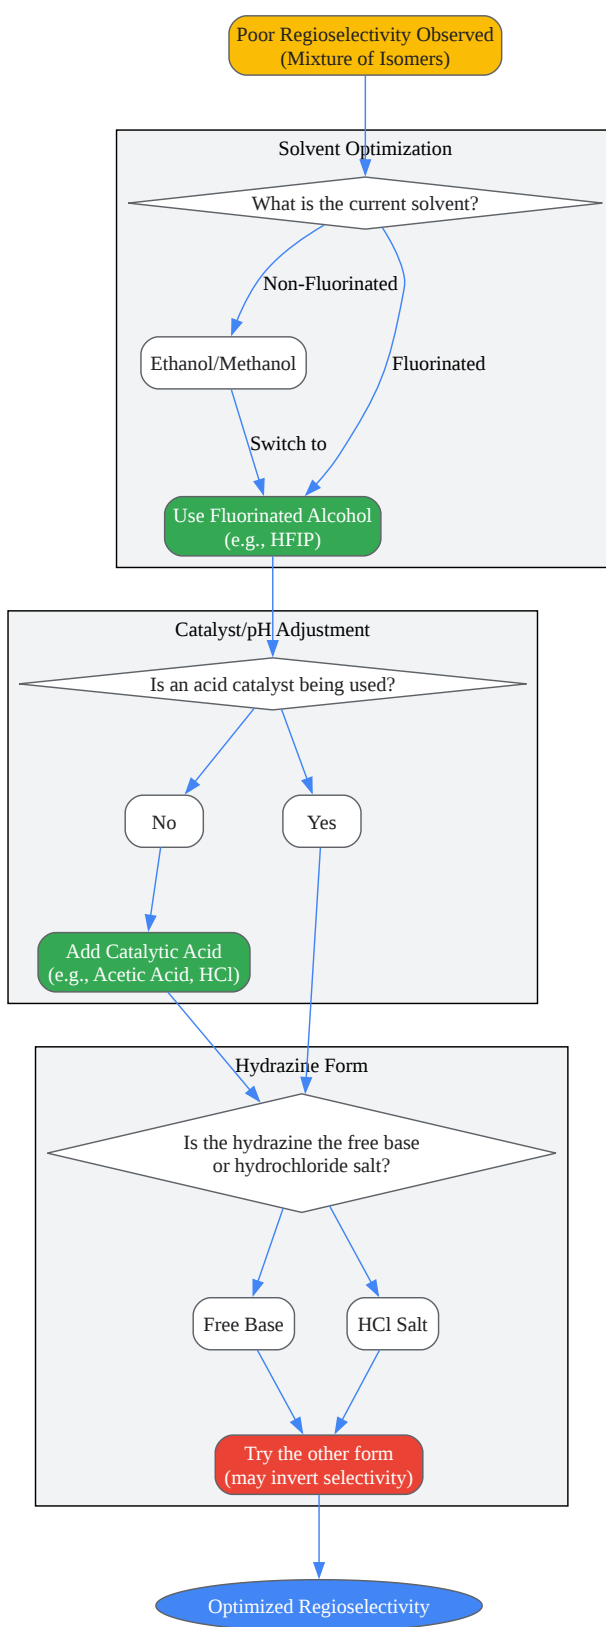 Poor Regioselectivity Observed
(Mixture of Isomers)
Solvent Optimization
What is the current solvent?
Non-Fluorinated
Ethanol/Methanol
Fluorinated
Switch to
Use Fluorinated Alcohol
(e.g., HFIP)
Catalyst/pH Adjustment
Is an acid catalyst being used?
No
Yes
Add Catalytic Acid
(e.g., Acetic Acid, HCl)
Hydrazine Form
Is the hydrazine the free base
or hydrochloride salt?
Free Base
HCl Salt
Try the other form
(may invert selectivity)
Optimized Regioselectivity